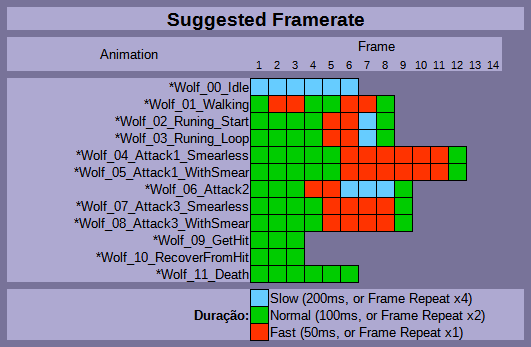 Suggested Framerate
Animation
Frame
1 2 3 4 5 6 7 8 9 10 11 12 13 14
*Wolf_00_Idle
*Wolf_01_Walking
*Wolf_02_Runing_Start
*Wolf_03_Runing_Loop
*Wolf_04_Attack1_Smearless
*Wolf_05_Attack1_WithSmear
*Wolf_06_Attack2
*Wolf_07_Attack3_Smearless
*Wolf_08_Attack3_WithSmear
*Wolf_09_GetHit
*Wolf_10_RecoverFromHit
*Wolf_11_Death
Slow (200ms, or Frame Repeat x4)
Duração: Normal (100ms, or Frame Repeat x2)
Fast (50ms, or Frame Repeat x1)